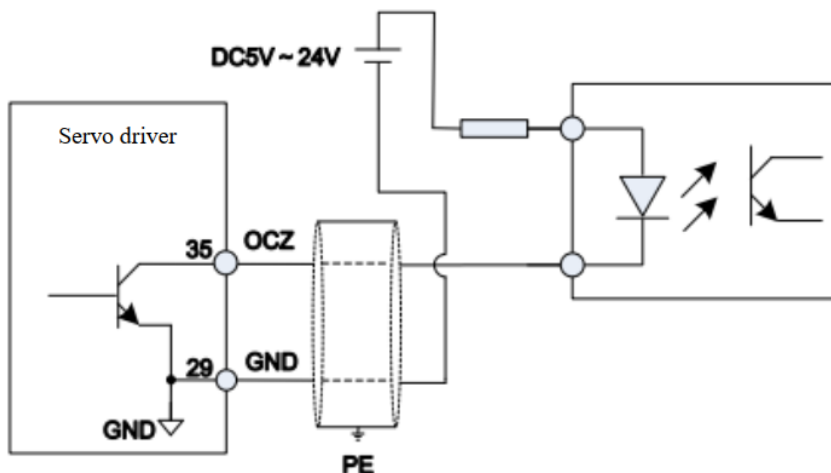 DC5V ~ 24V
Servo driver
35 OCZ
29 GND
GND
PE